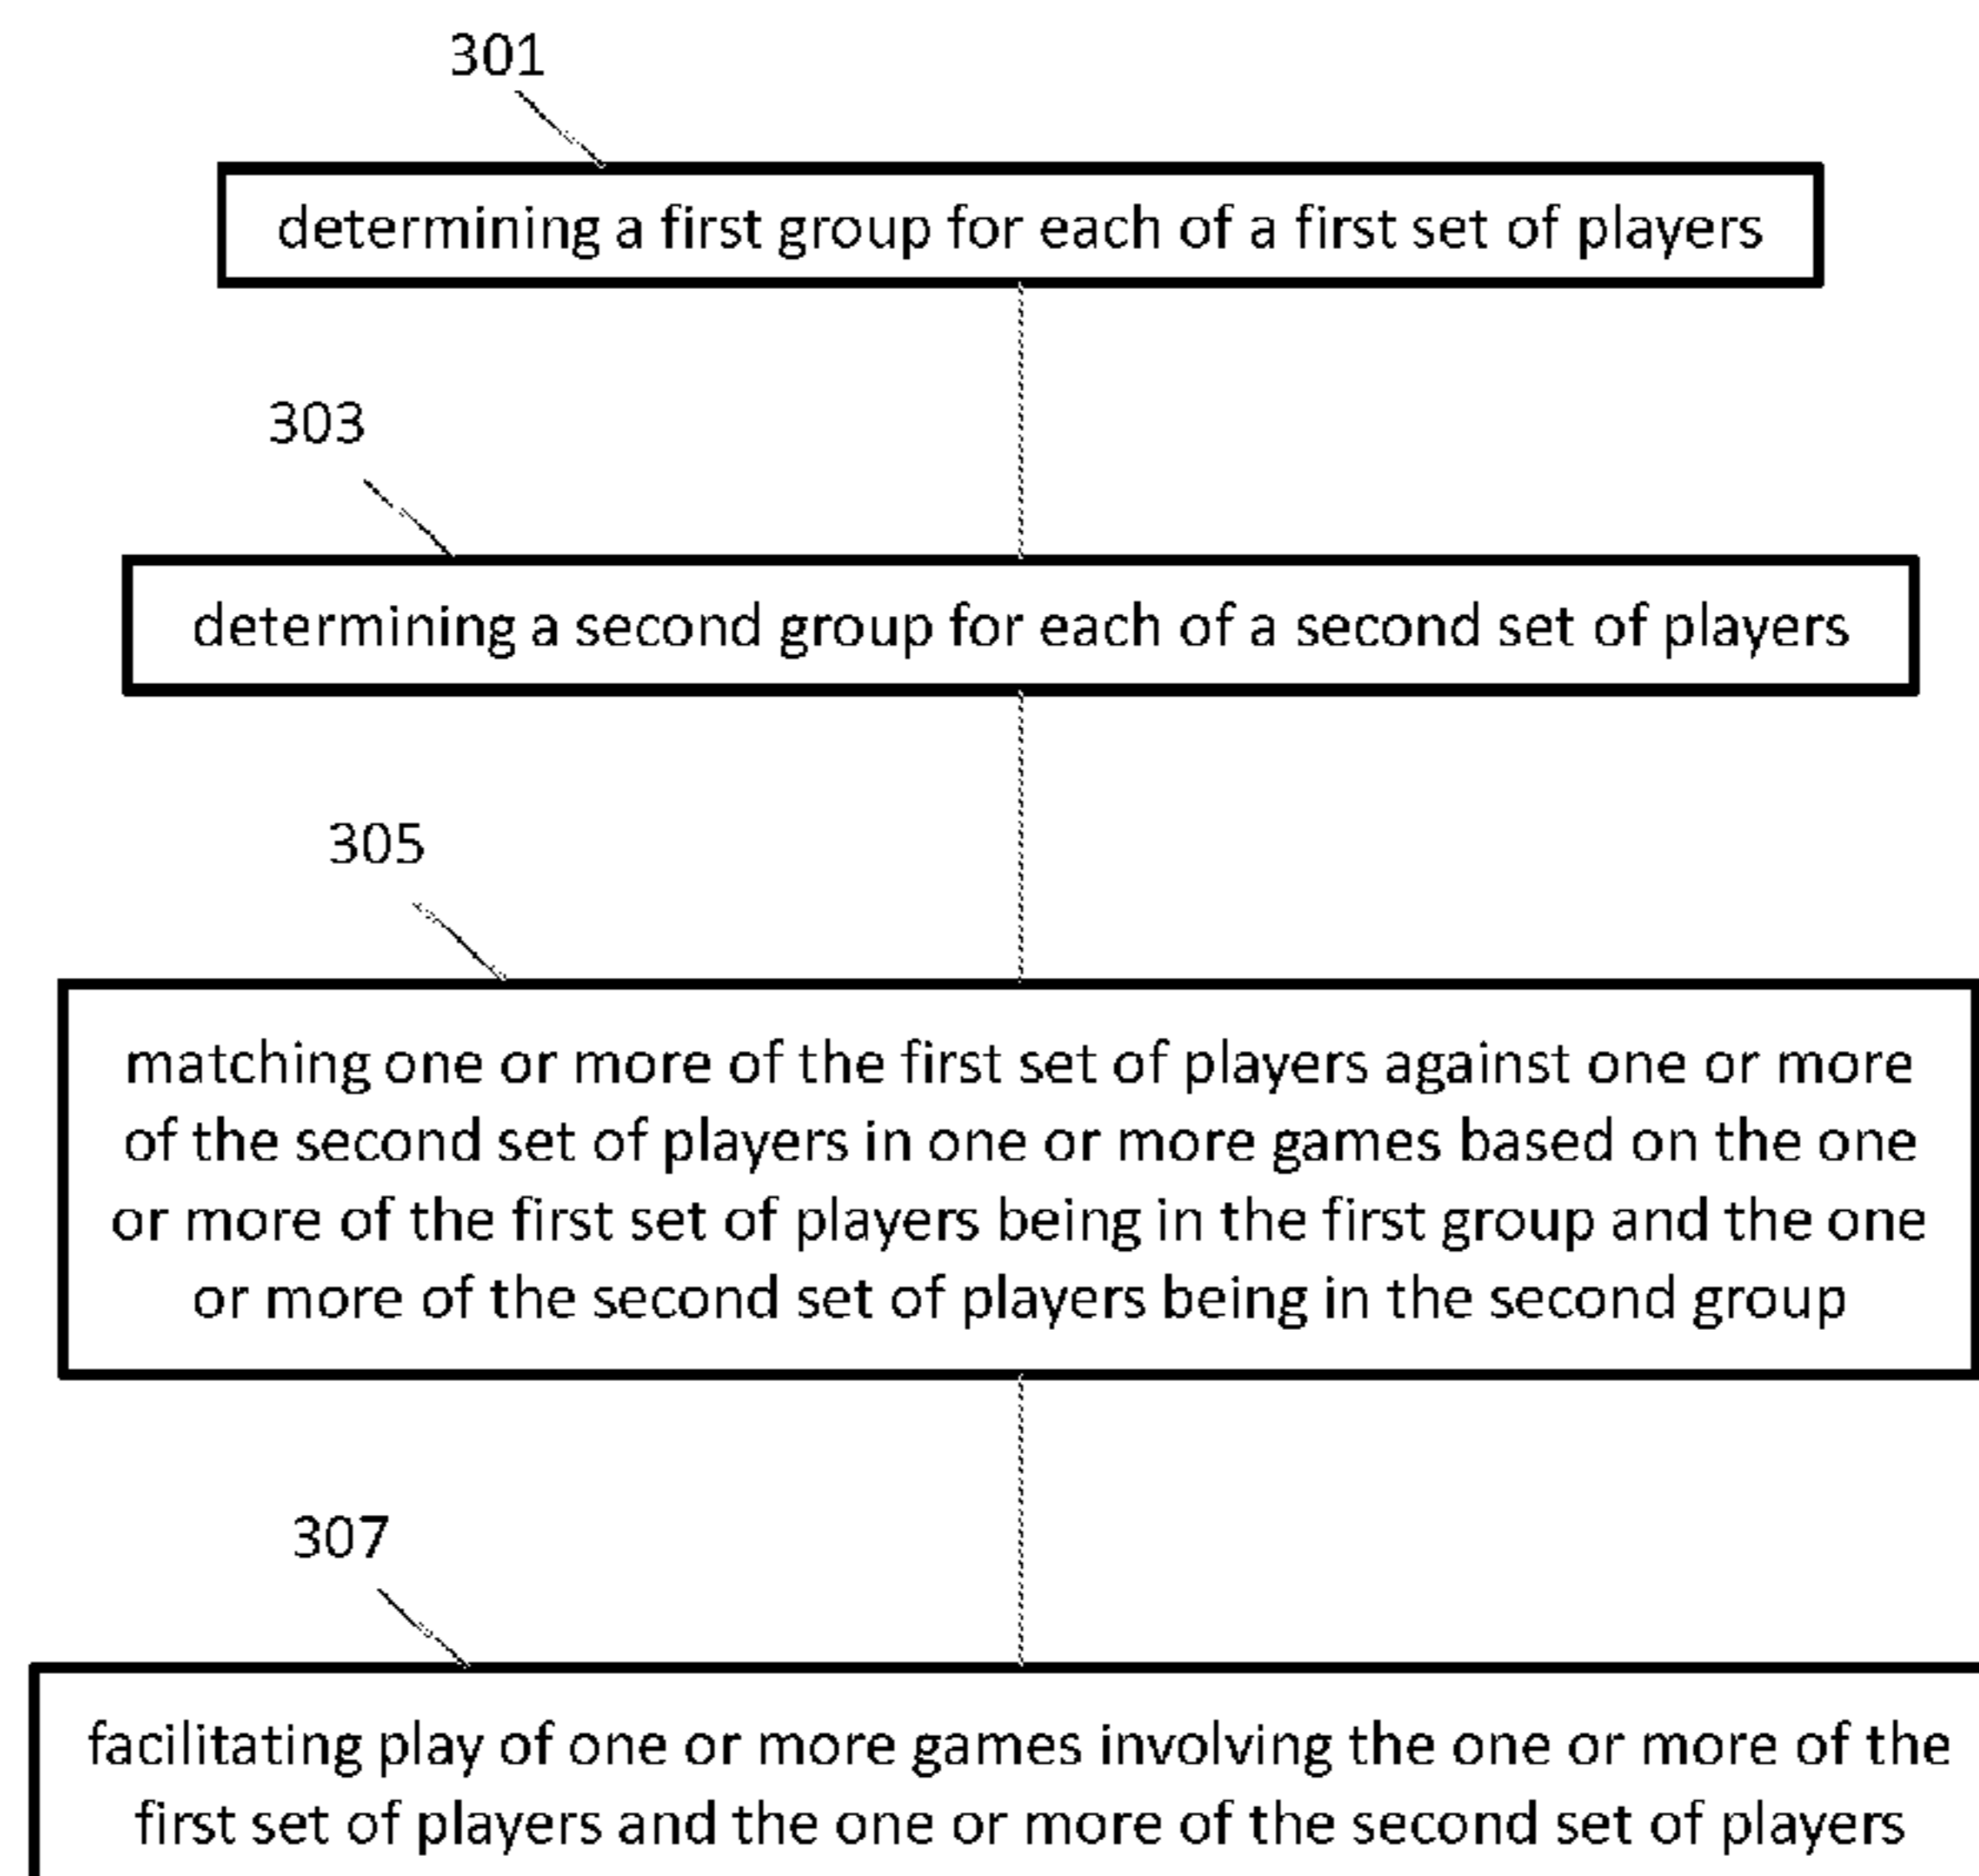 301
determining a first group for each of a first set of players
303
determining a second group for each of a second set of players
305
matching one or more of the first set of players against one or more
of the second set of players in one or more games based on the one
or more of the first set of players being in the first group and the one
or more of the second set of players being in the second group
307
facilitating play of one or more games involving the one or more of the
first set of players and the one or more of the second set of players